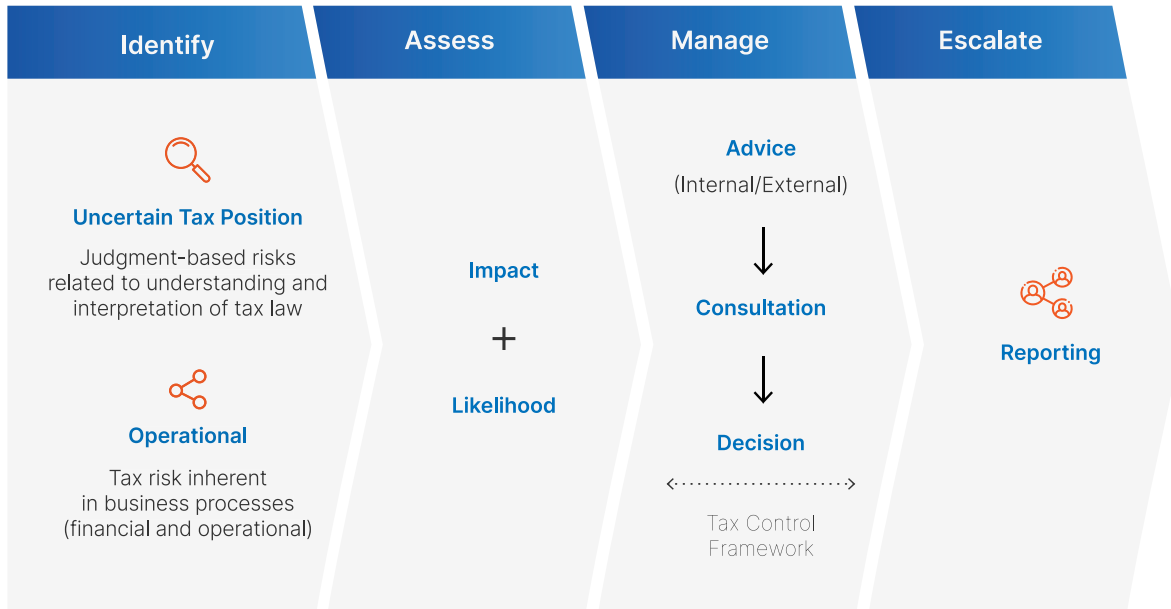 Identify
Uncertain Tax Position
Judgment-based risks
related to understanding and
interpretation of tax law
Operational
Tax risk inherent
in business processes
(financial and operational)
Assess
Impact
+
Likelihood
Manage
Advice
(Internal/External)
Consultation
Decision
Tax Control
Framework
Escalate
Reporting